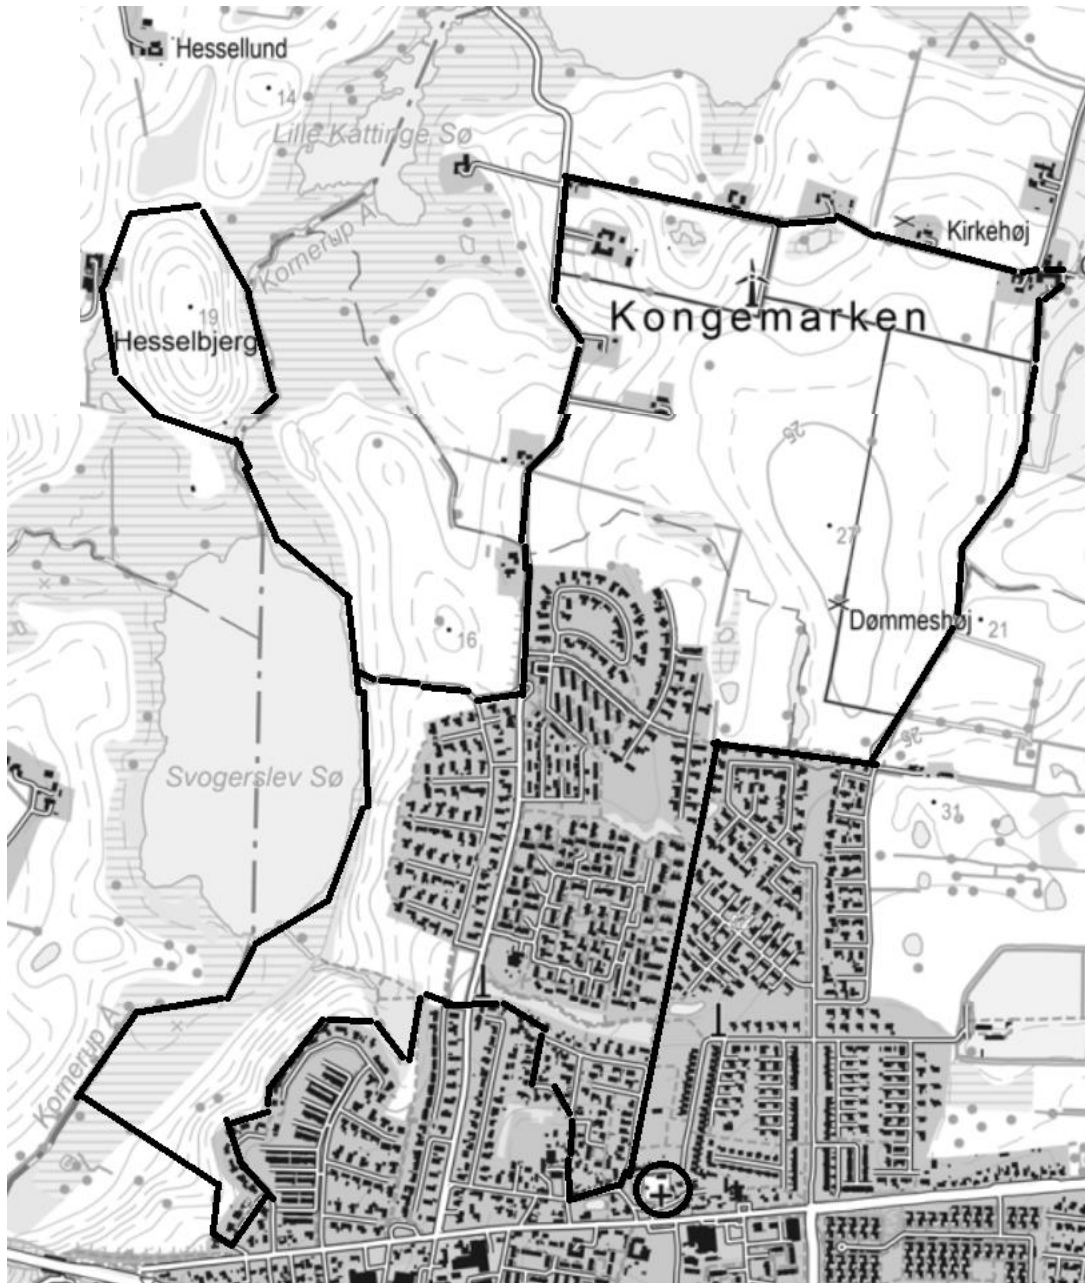 Hessellund
14
Lille Kattinge Sø
Kornerup Å
Kirkehøj
19
Hesselbjerg
Kongemarken
25
27
Dømmeshøj
21
16
25
Svogerslev Sø
31
Kornerup Å